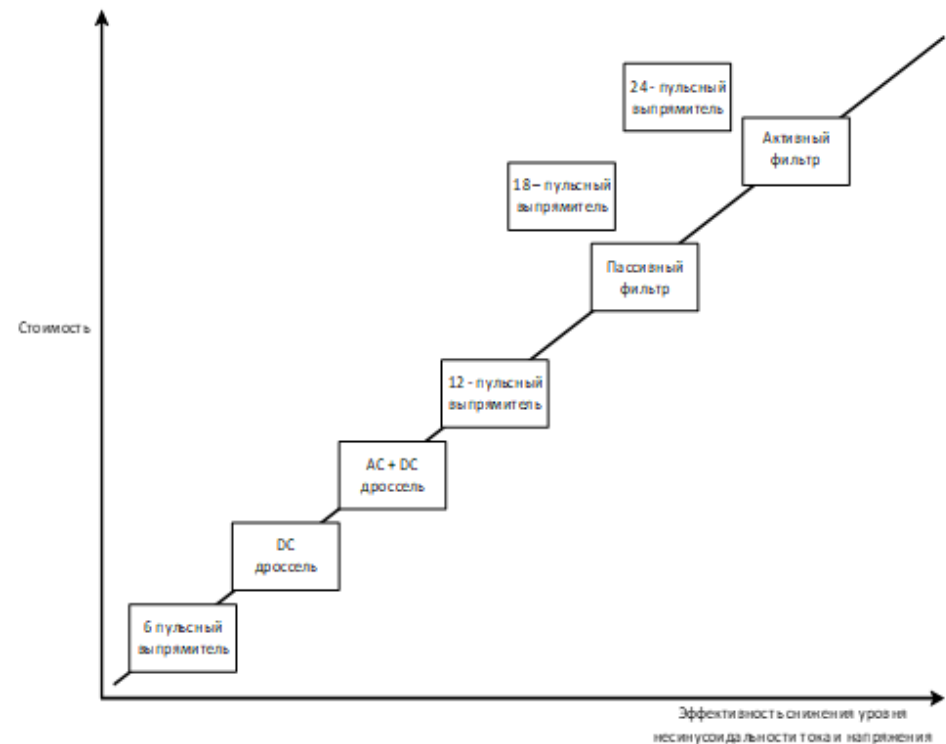 24 - пульсный
выпрямитель
Активный
фильтр
18 – пульсный
выпрямитель
Пассивный
фильтр
Стоимость
12 - пульсный
выпрямитель
AC + DC
дроссель
DC
дроссель
6 пульсный
выпрямитель
Эффективность снижения уровня
несинусоидальности тока и напряжения